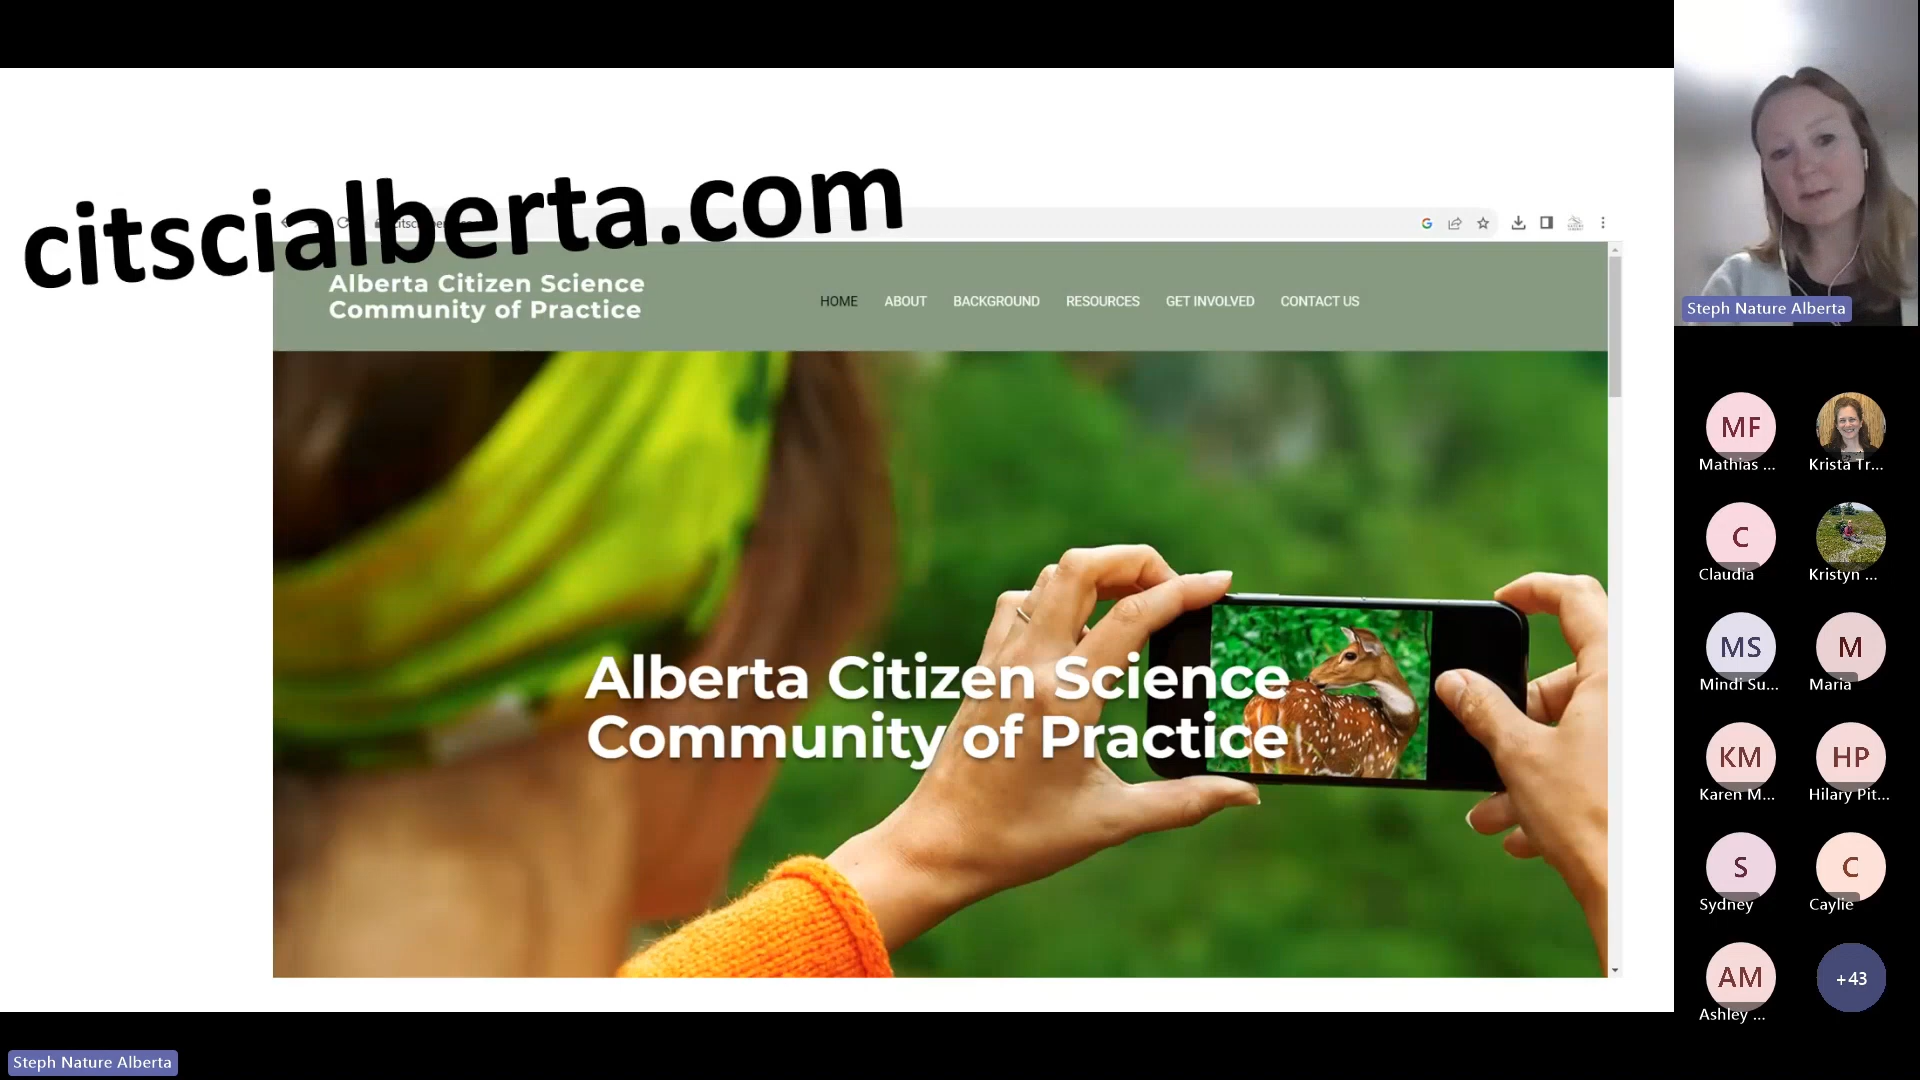 citscialberta.com
Alberta Citizen Science
Community of Practice
HOME ABOUT BACKGROUND RESOURCES GET INVOLVED CONTACT US
Alberta Citizen Science
Community of Practice
Steph Nature Alberta
MF
Mathias ...
Krista Tr...
C
Claudia
Kristyn ...
MS
Mindi Su...
M
Maria
KM
Karen M...
HP
Hilary Pit...
S
Sydney
C
Caylie
AM
Ashley ...
+43
Steph Nature Alberta